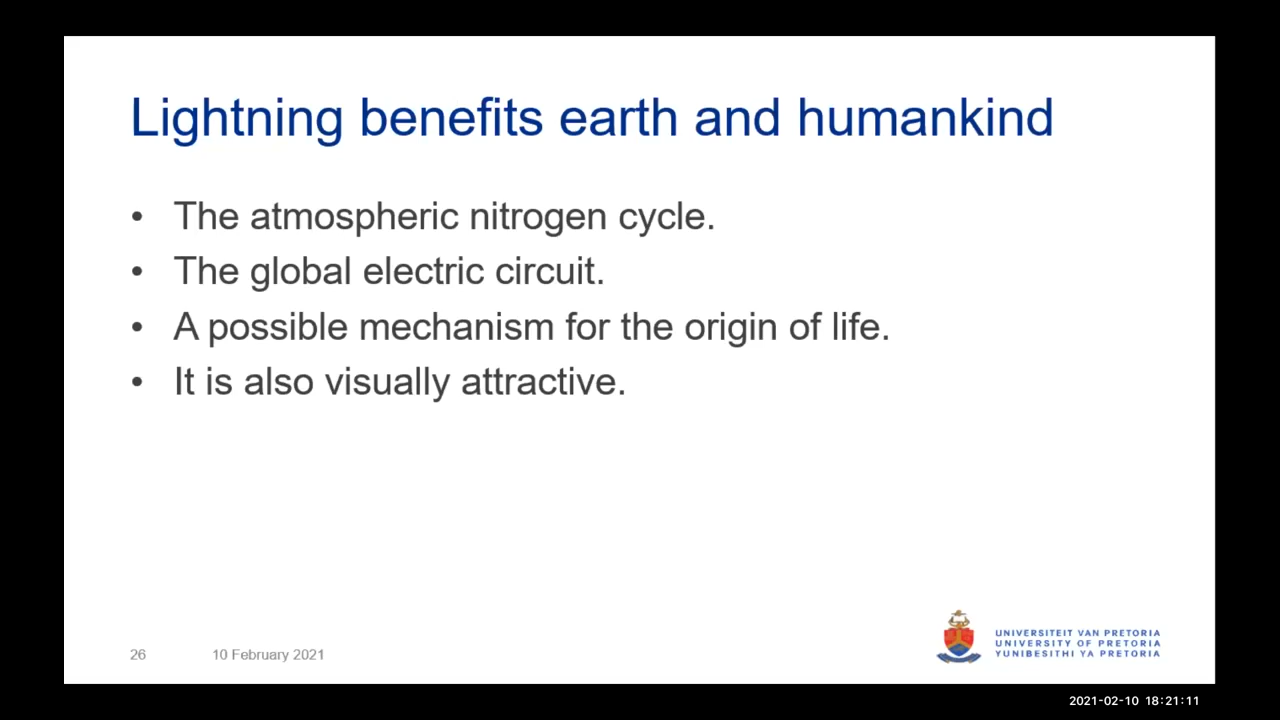 Lightning benefits earth and humankind
• The atmospheric nitrogen cycle.
• The global electric circuit.
• A possible mechanism for the origin of life.
• It is also visually attractive.
26 10 February 2021
UNIVERSITEIT VAN PRETORIA
UNIVERSITY OF PRETORIA
YUNIBESITHI YA PRETORIA
2021-02-10 18:21:11